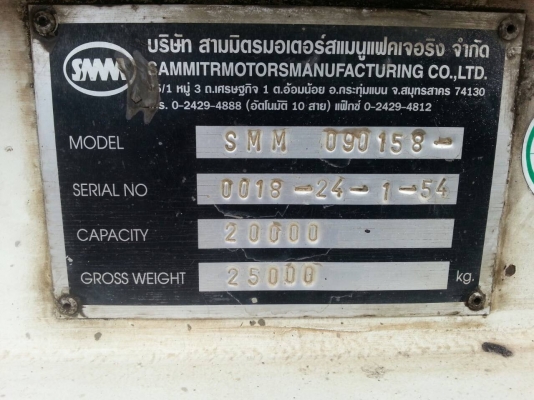 SMM
บริษัท สามมิตรมอเตอร์สแมนูแฟคเจอริง จำกัด
SAMMITRMOTORSMANUFACTURING CO.,LTD.
หมู่ 3 ถ.เศรษฐกิจ 1 ต.อ้อมน้อย อ.กระทุ่มแบน จ.สมุทรสาคร 74130
โทร. 0-2429-4888 (อัตโนมัติ 10 สาย) แฟ็กซ์ 0-2429-4812
MODEL SMM 090158-
SERIAL NO 0018-24-1-54
CAPACITY 20000
GROSS WEIGHT 25000 kg.